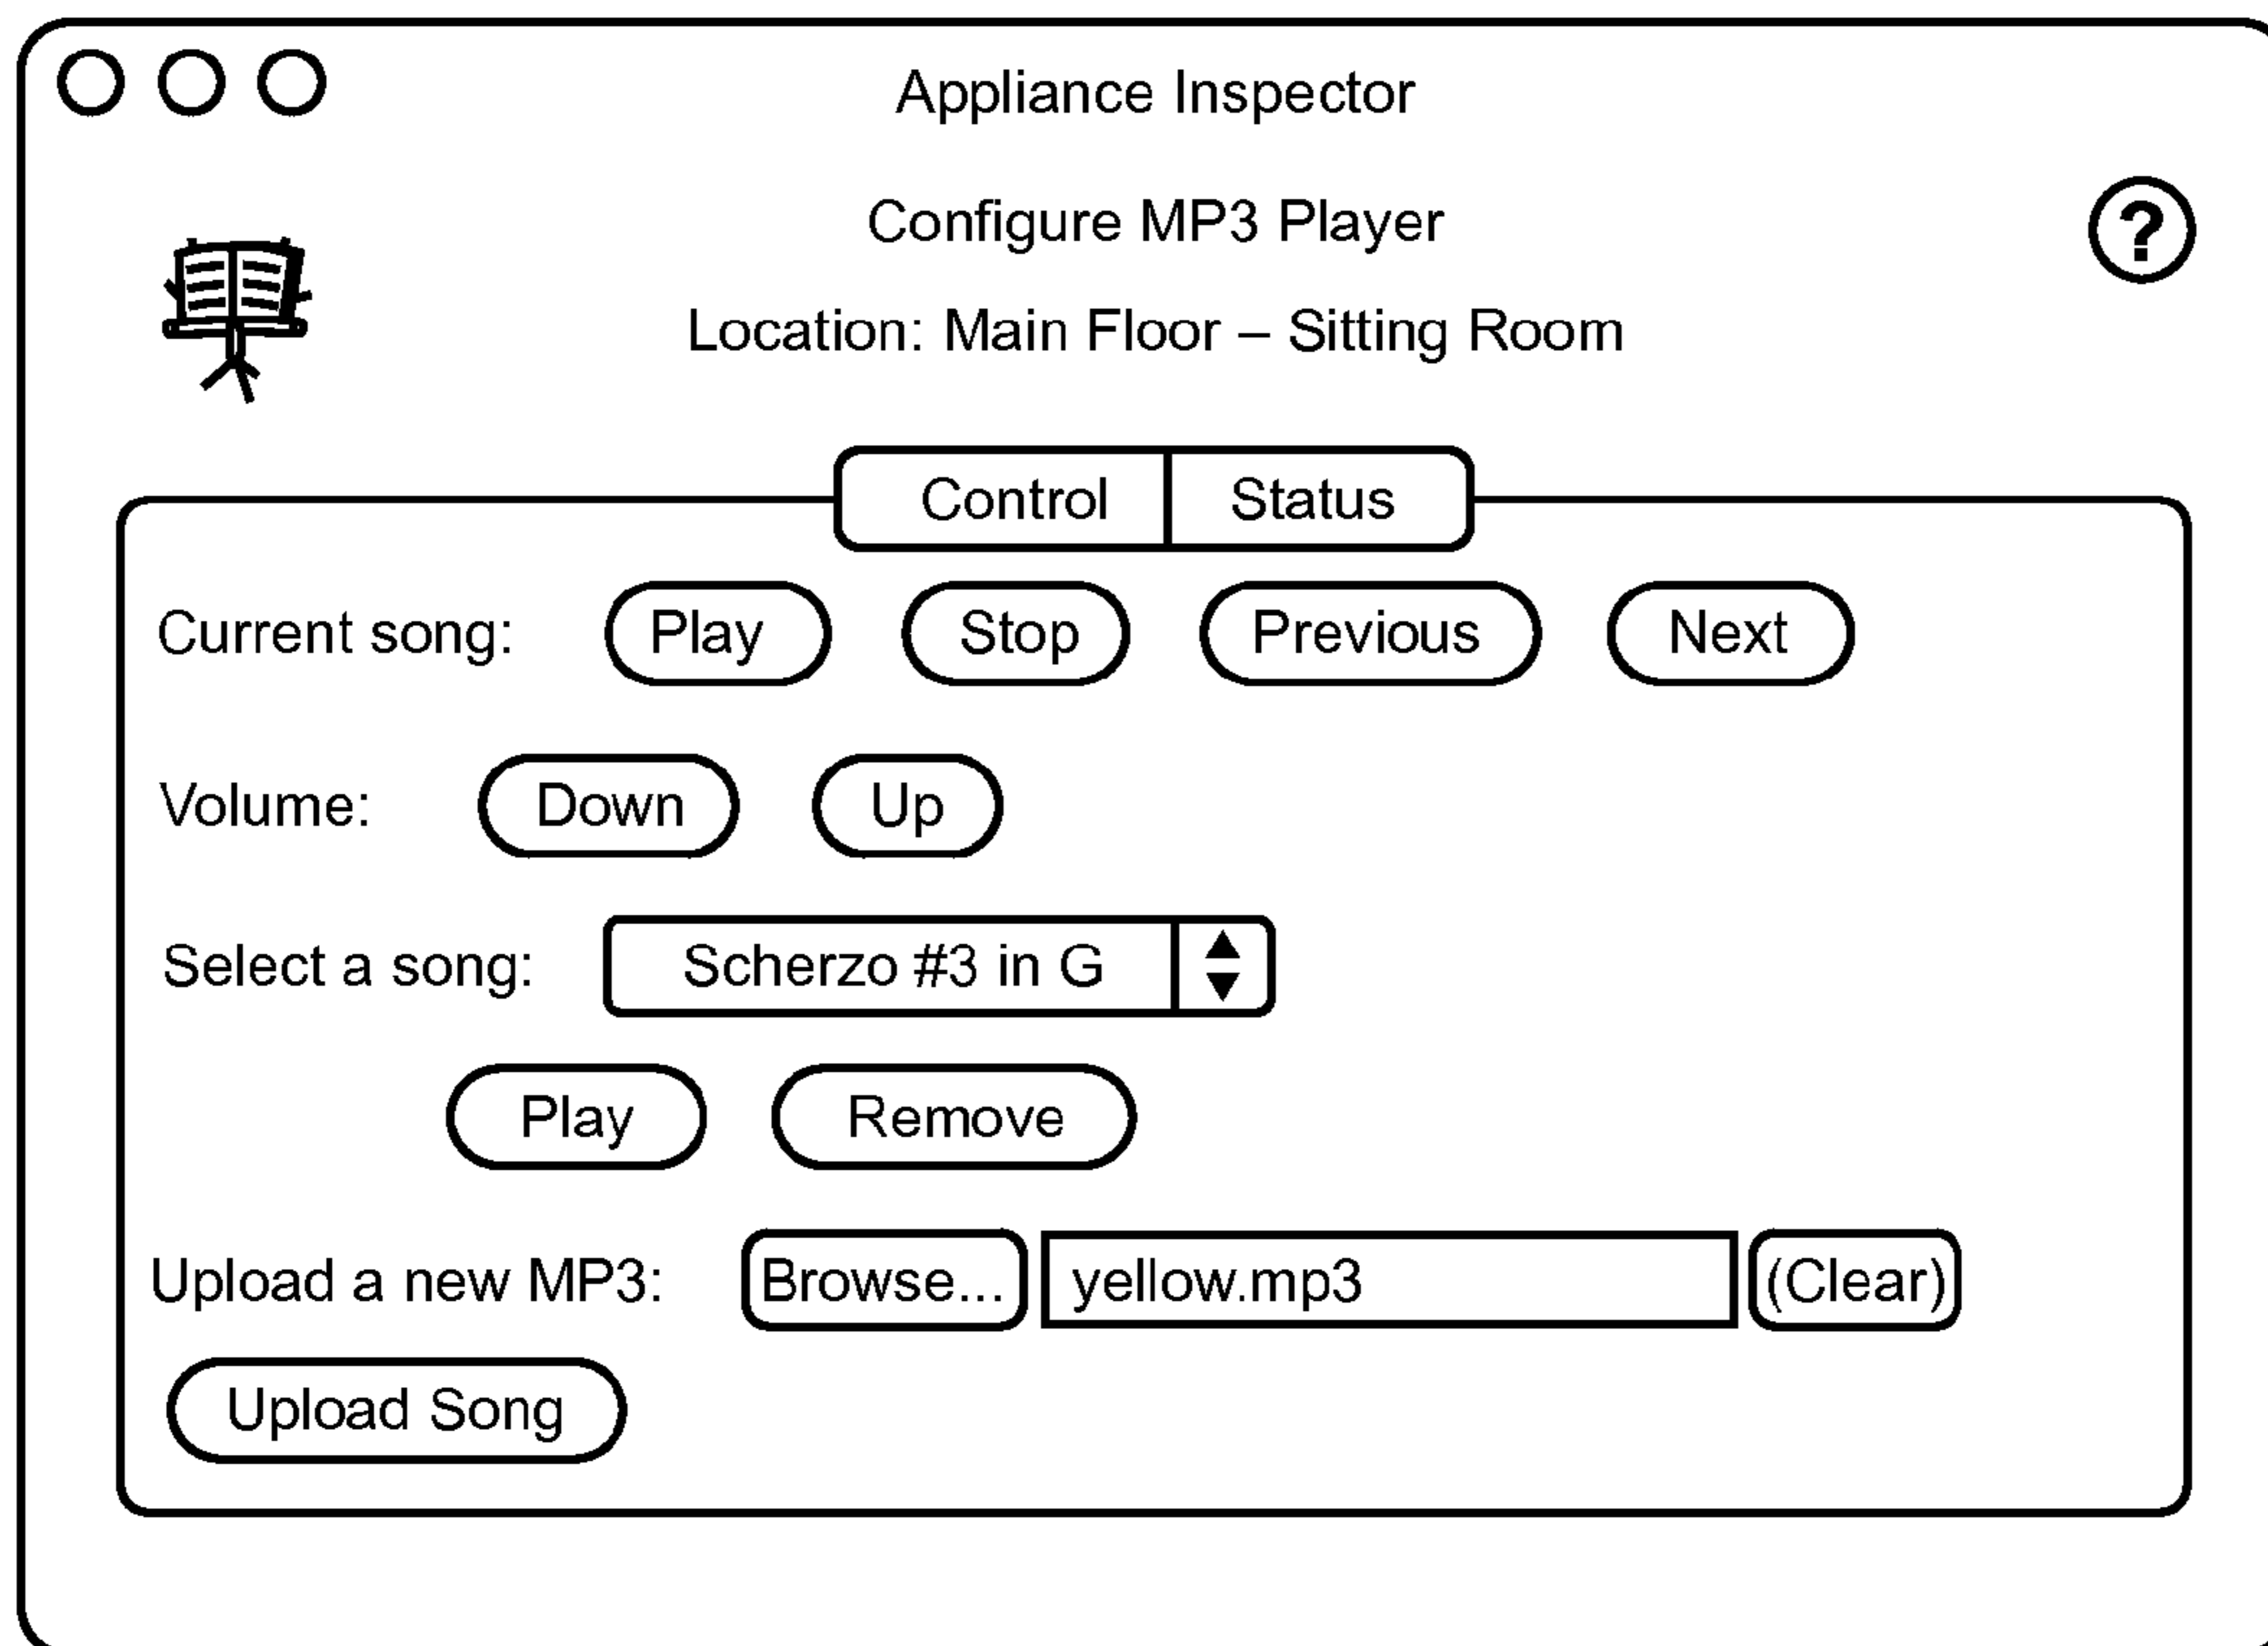 Appliance Inspector
Configure MP3 Player
?
Location: Main Floor – Sitting Room
Control Status
Current song: Play Stop Previous Next
Volume: Down Up
Select a song: Scherzo #3 in G
Play Remove
Upload a new MP3: Browse... yellow.mp3 (Clear)
Upload Song